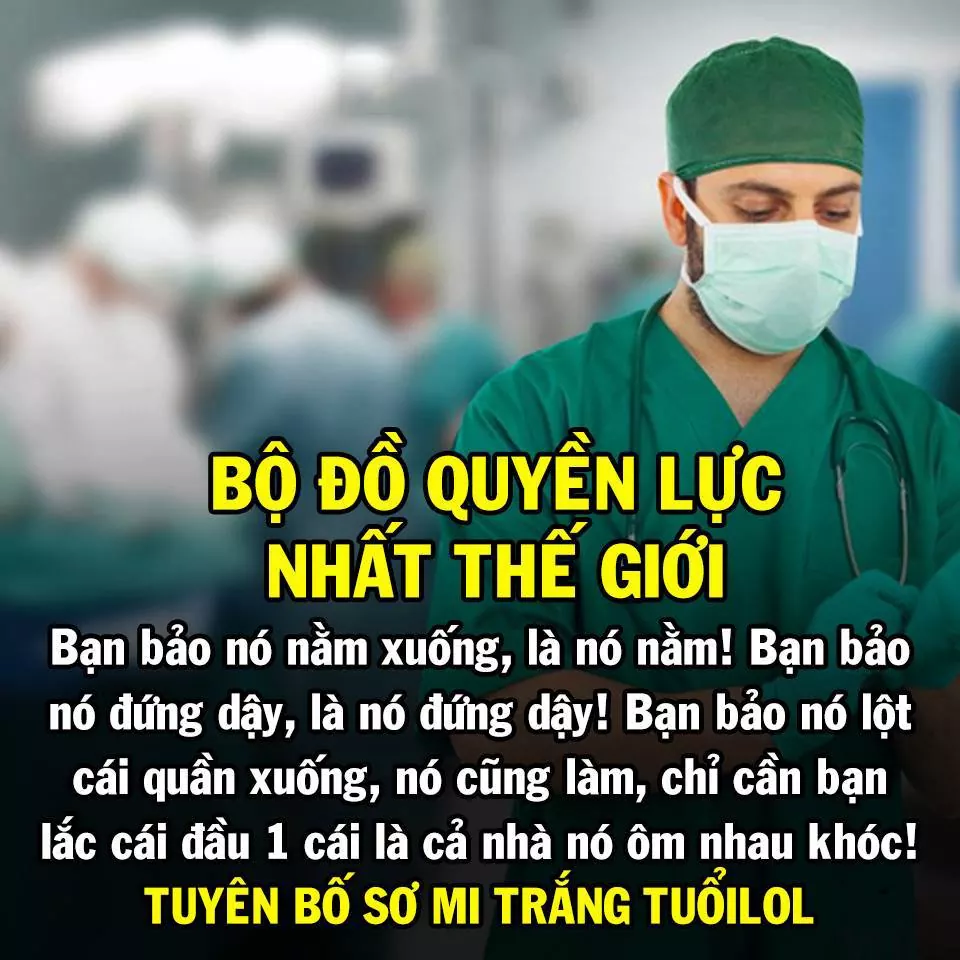 BỘ ĐỒ QUYỀN LỰC
NHẤT THẾ GIỚI
Bạn bảo nó nằm xuống, là nó nằm! Bạn bảo
nó đứng dậy, là nó đứng dậy! Bạn bảo nó lột
cái quần xuống, nó cũng làm, chỉ cần bạn
lắc cái đầu 1 cái là cả nhà nó ôm nhau khóc!
TUYÊN BỐ SƠ MI TRẮNG TUỔILOL